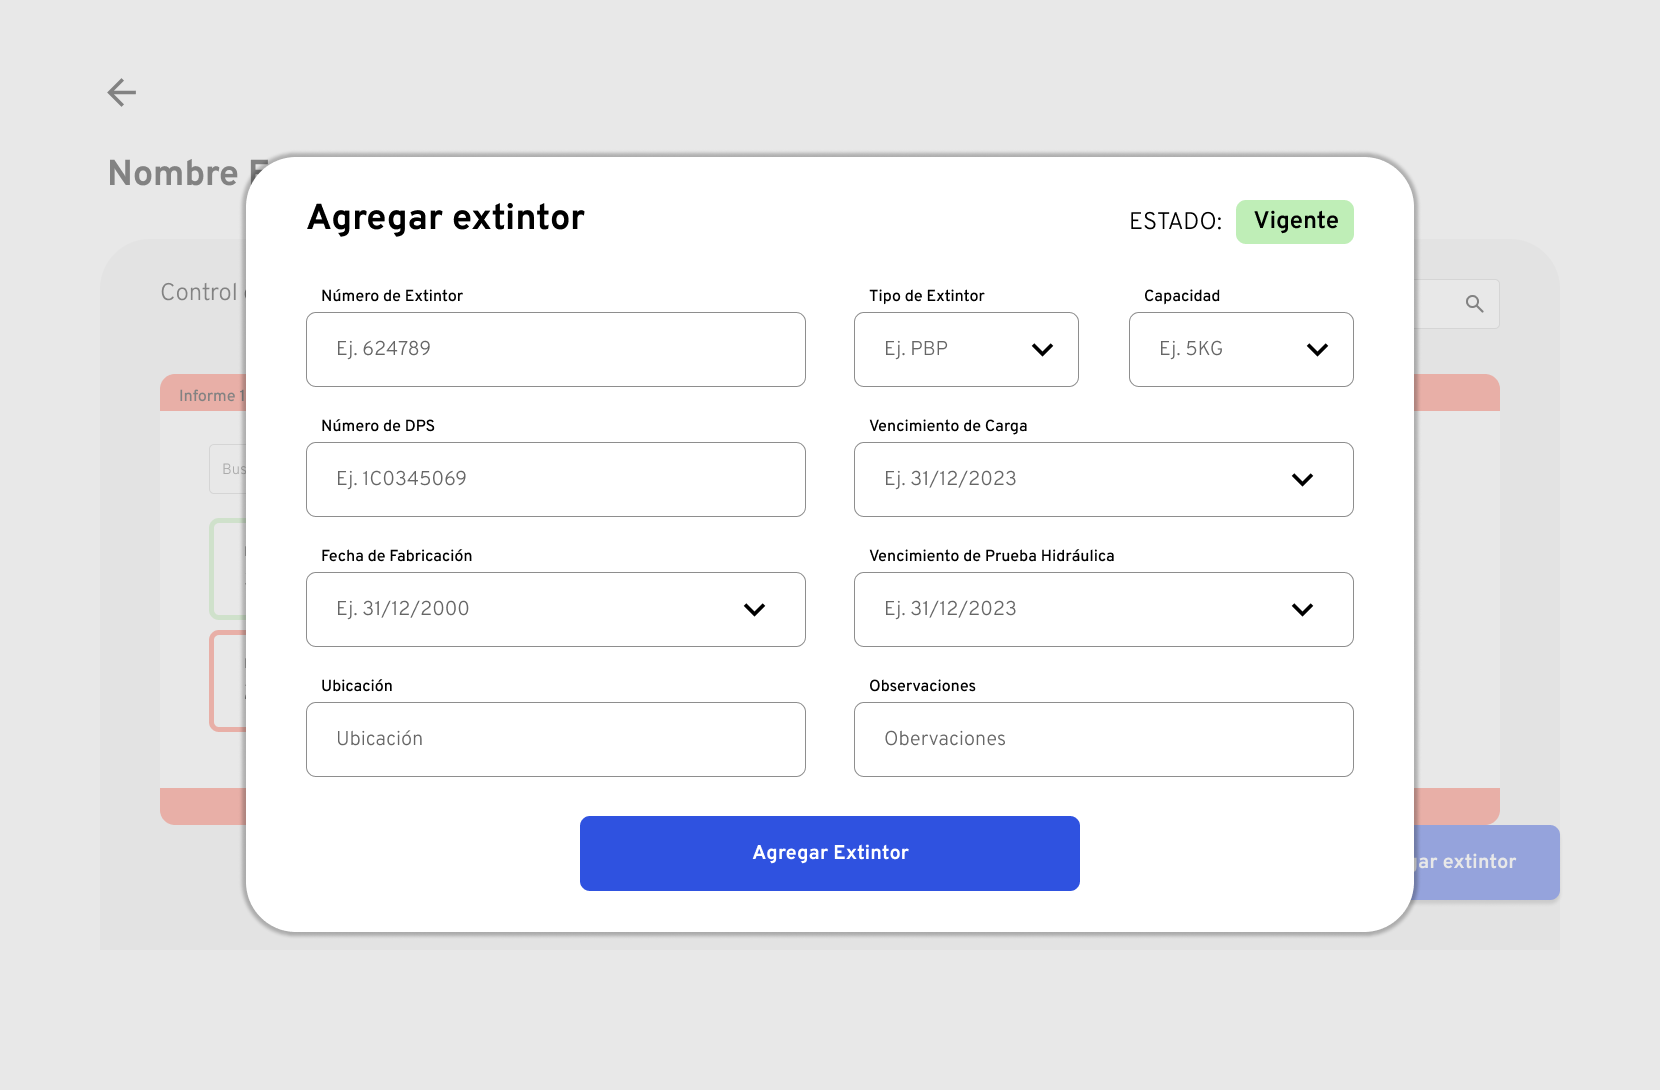 Nombre
Agregar extintor
ESTADO: Vigente
Control
Número de Extintor
Tipo de Extintor
Capacidad
Ej. 624789
Ej. PBP
Ej. 5KG
Informe 1
Número de DPS
Vencimiento de Carga
Bus
Ej. 1C0345069
Ej. 31/12/2023
Fecha de Fabricación
Vencimiento de Prueba Hidráulica
Ej. 31/12/2000
Ej. 31/12/2023
Ubicación
Observaciones
Ubicación
Obervaciones
Agregar Extintor
gar extintor